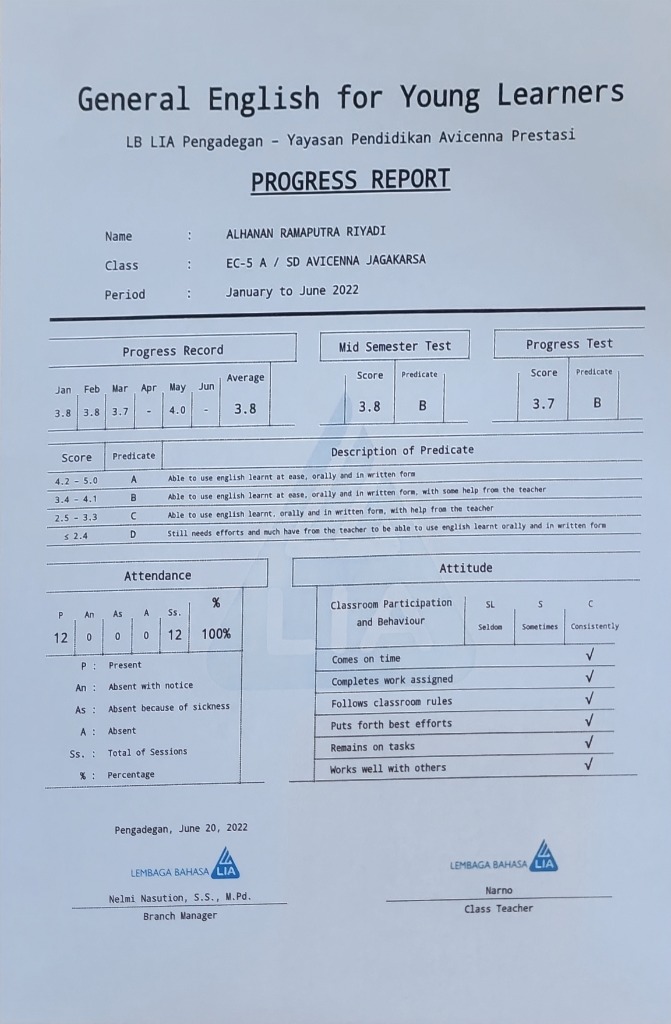 General English for Young Learners
LB LIA Pengadegan – Yayasan Pendidikan Avicenna Prestasi
PROGRESS REPORT
Name : ALHANAN RAMAPUTRA RIYADI
Class : EC-5 A / SD AVICENNA JAGAKARSA
Period : January to June 2022
Progress Record Mid Semester Test Progress Test
Jan Feb Mar Apr May Jun Average Score Predicate Score Predicate
3.8 3.8 3.7 - 4.0 - 3.8 3.8 B 3.7 B
Score Predicate Description of Predicate
4.2 – 5.0 A Able to use english learnt at ease, orally and in written form
3.4 – 4.1 B Able to use english learnt at ease, orally and in written form, with some help from the teacher
2.5 – 3.3 C Able to use english learnt, orally and in written form, with help from the teacher
≤ 2.4 D Still needs efforts and much have from the teacher to be able to use english learnt orally and in written form
Attendance
P An As A Ss. %
12 0 0 0 12 100%
P : Present
An : Absent with notice
As : Absent because of sickness
A : Absent
Ss. : Total of Sessions
% : Percentage
Attitude
Classroom Participation and Behaviour SL Seldom S Sometimes C Consistently
Comes on time √
Completes work assigned √
Follows classroom rules √
Puts forth best efforts √
Remains on tasks √
Works well with others √
Pengadegan, June 20, 2022
LEMBAGA BAHASA LIA
Nelmi Nasution, S.S., M.Pd.
Branch Manager
LEMBAGA BAHASA LIA
Narno
Class Teacher
LIA